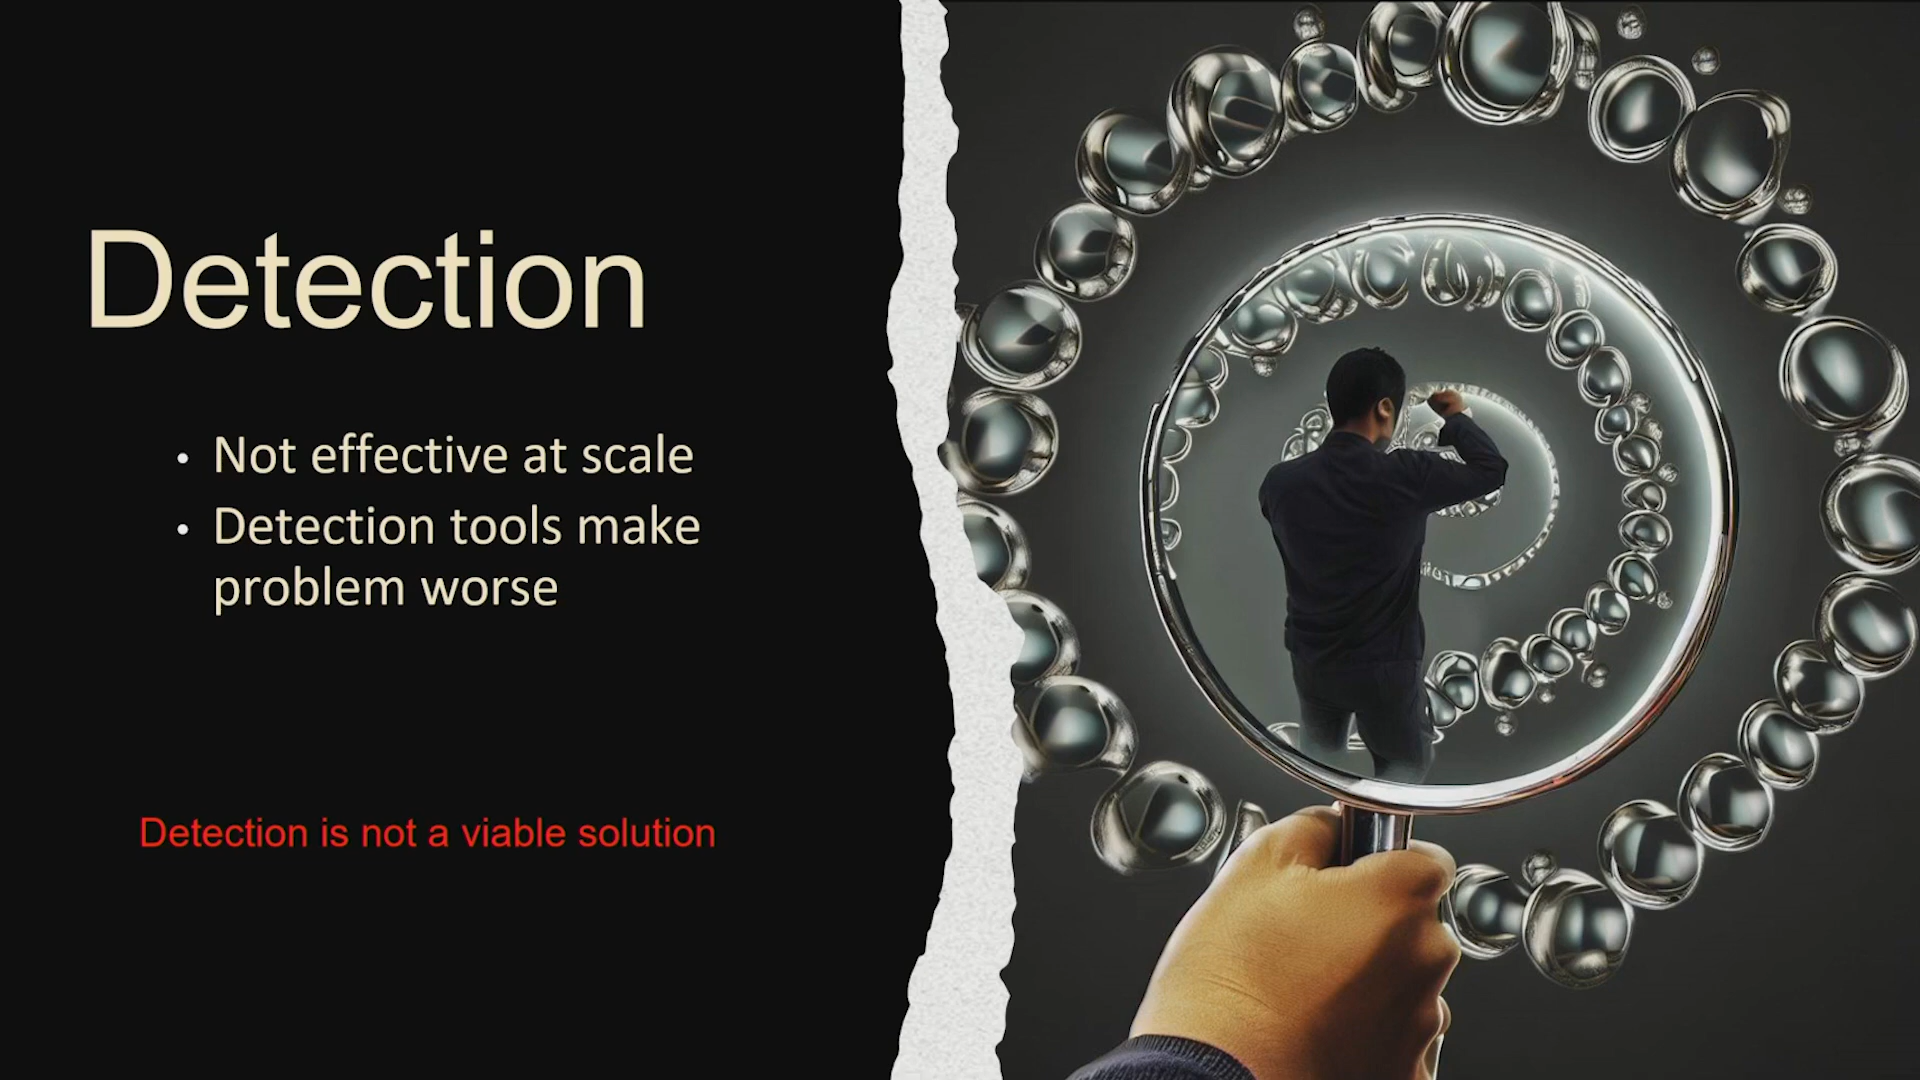 Detection
• Not effective at scale
• Detection tools make
problem worse
Detection is not a viable solution